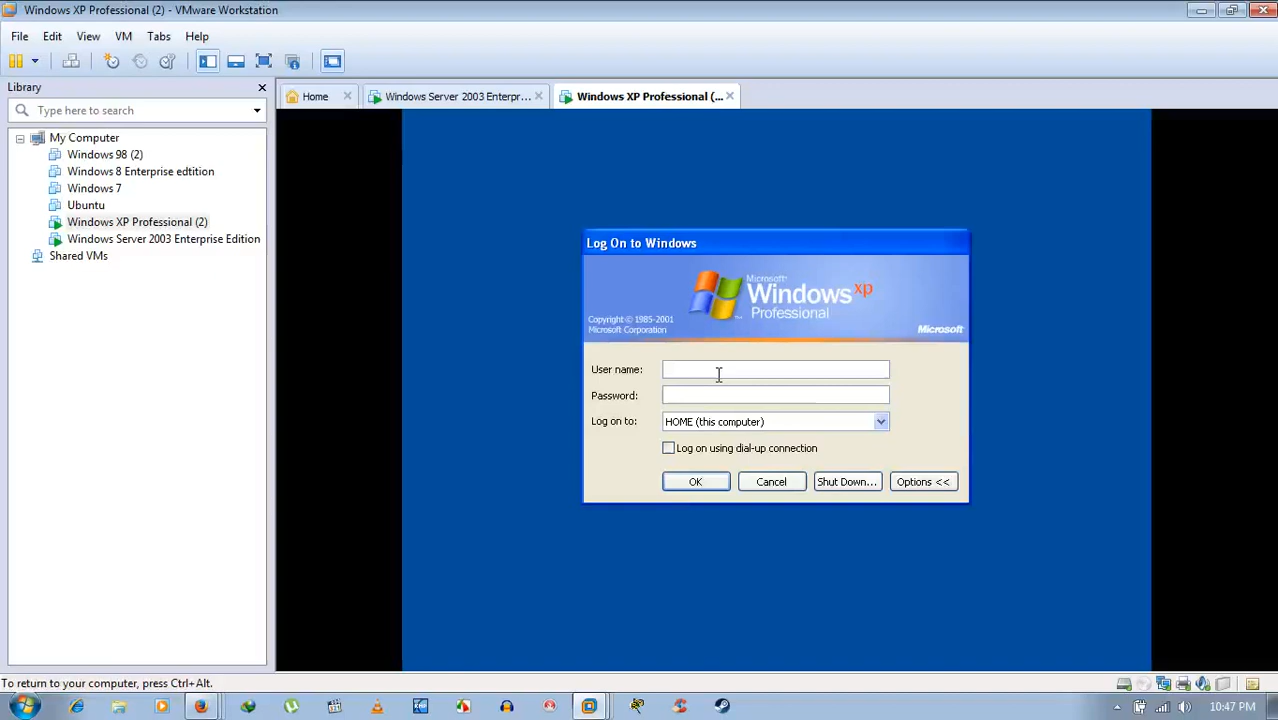 Windows XP Professional (2) - VMware Workstation
File Edit View VM Tabs Help
Library
Type here to search
My Computer
Windows 98 (2)
Windows 8 Enterprise edtition
Windows 7
Ubuntu
Windows XP Professional (2)
Windows Server 2003 Enterprise Edition
Shared VMs
Home Windows Server 2003 Enterpr... Windows XP Professional (...
Log On to Windows
Microsoft
Windows xp
Professional
Copyright © 1985-2001
Microsoft Corporation
Microsoft
User name:
Password:
Log on to: HOME (this computer)
Log on using dial-up connection
OK Cancel Shut Down... Options <<
To return to your computer, press Ctrl+Alt.
10:47 PM